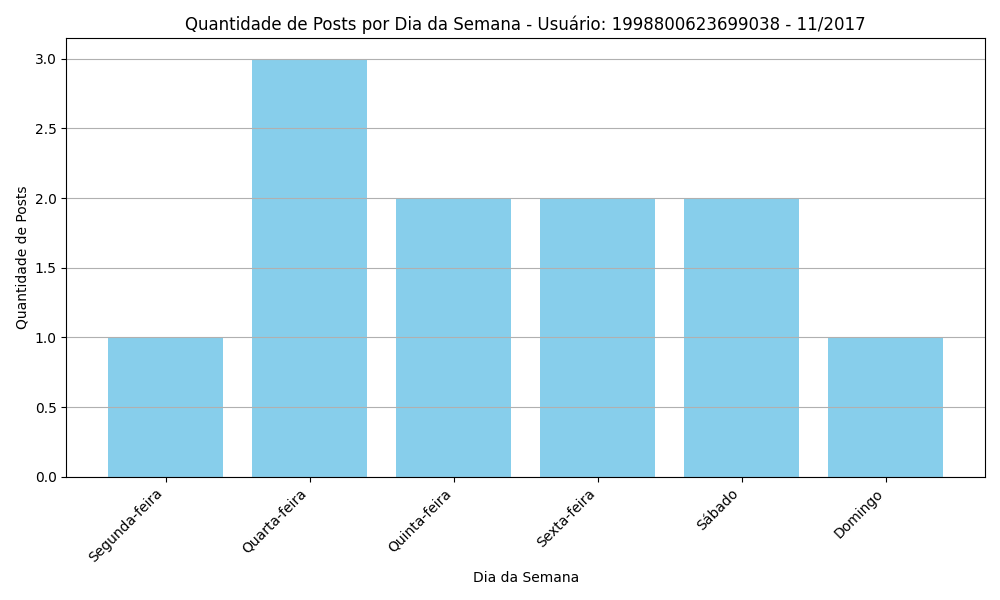 Quantidade de Posts por Dia da Semana - Usuário: 1998800623699038 - 11/2017
Quantidade de Posts
3.0
2.5
2.0
1.5
1.0
0.5
0.0
Segunda-feira
Quarta-feira
Quinta-feira
Sexta-feira
Sábado
Domingo
Dia da Semana